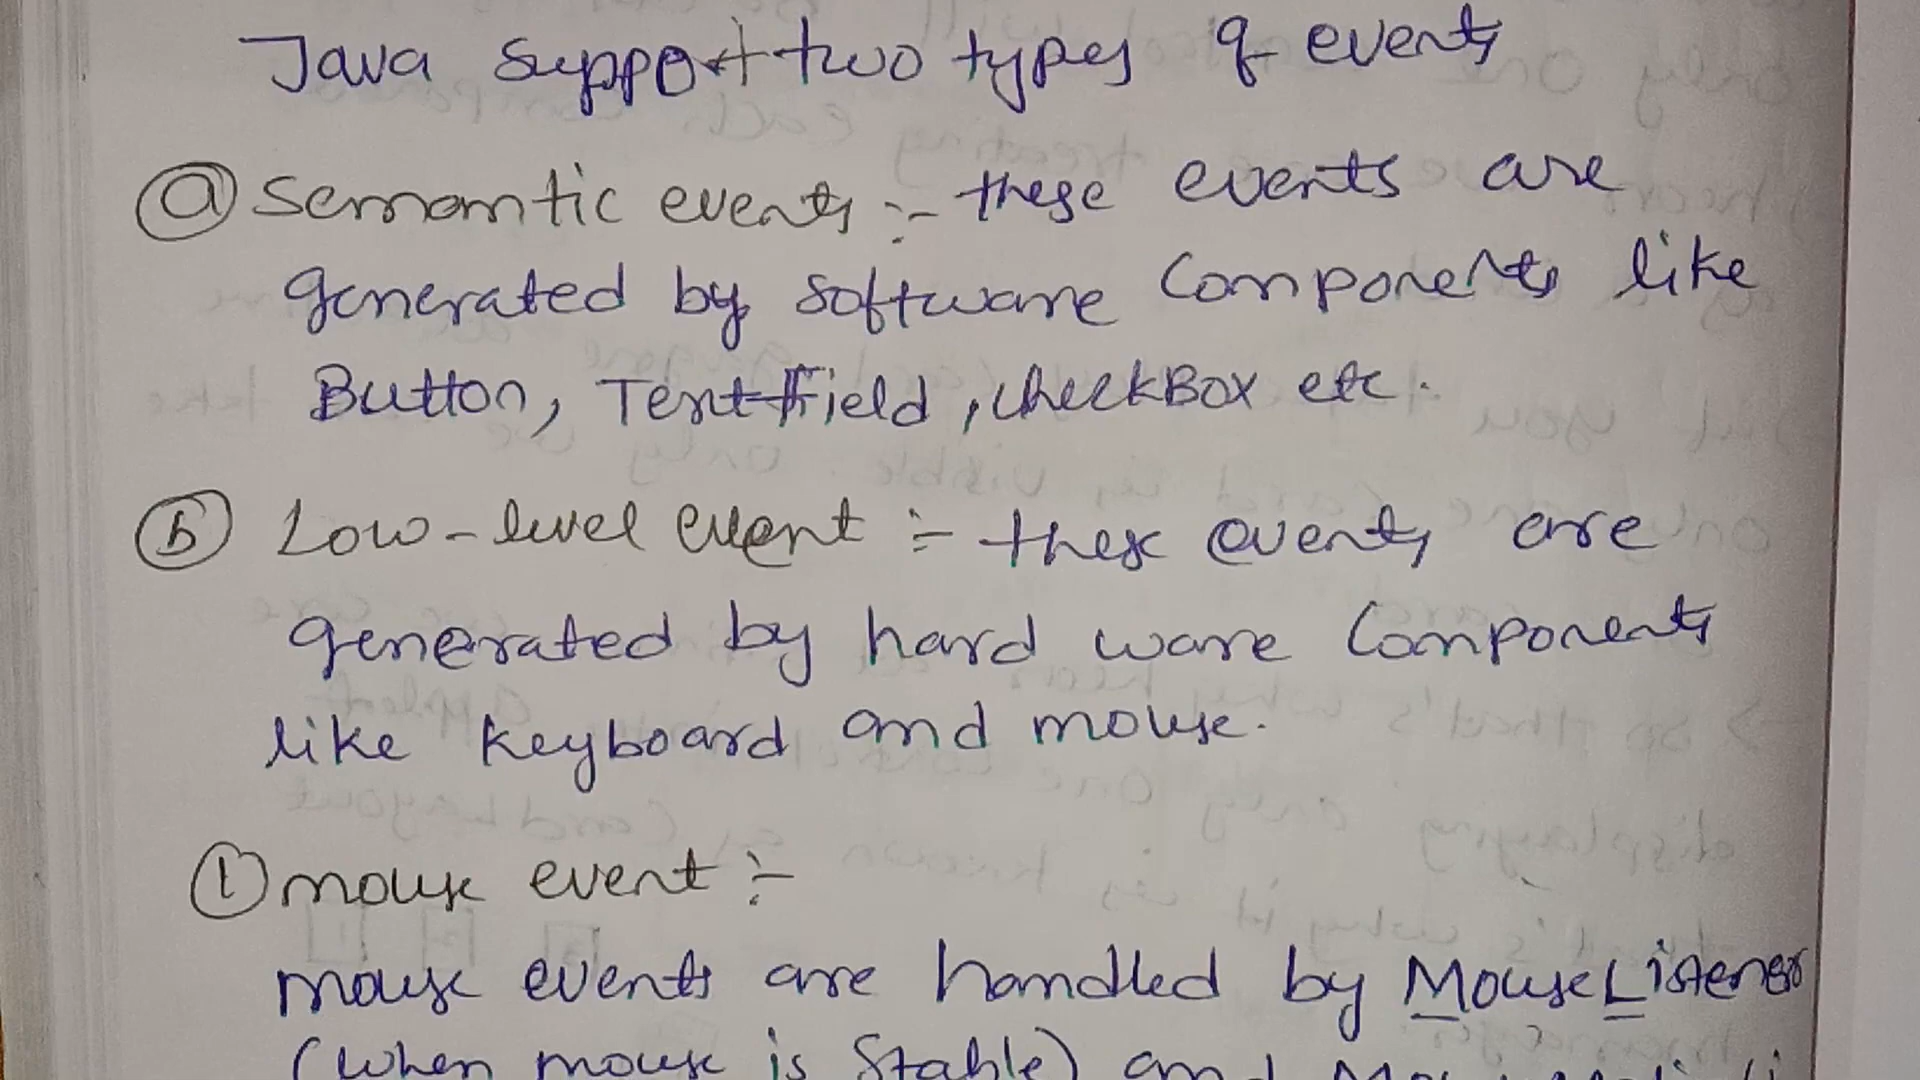 Java support two types of events
(a) Semantic events :- these events are
generated by software Components like
Button, TextField, checkBox etc.
(b) Low-level event :- these events are
generated by hard ware Components
like keyboard and mouse.
(1) mouse event :-
mouse events are handled by MouseListener
(when mouse is Stable) and